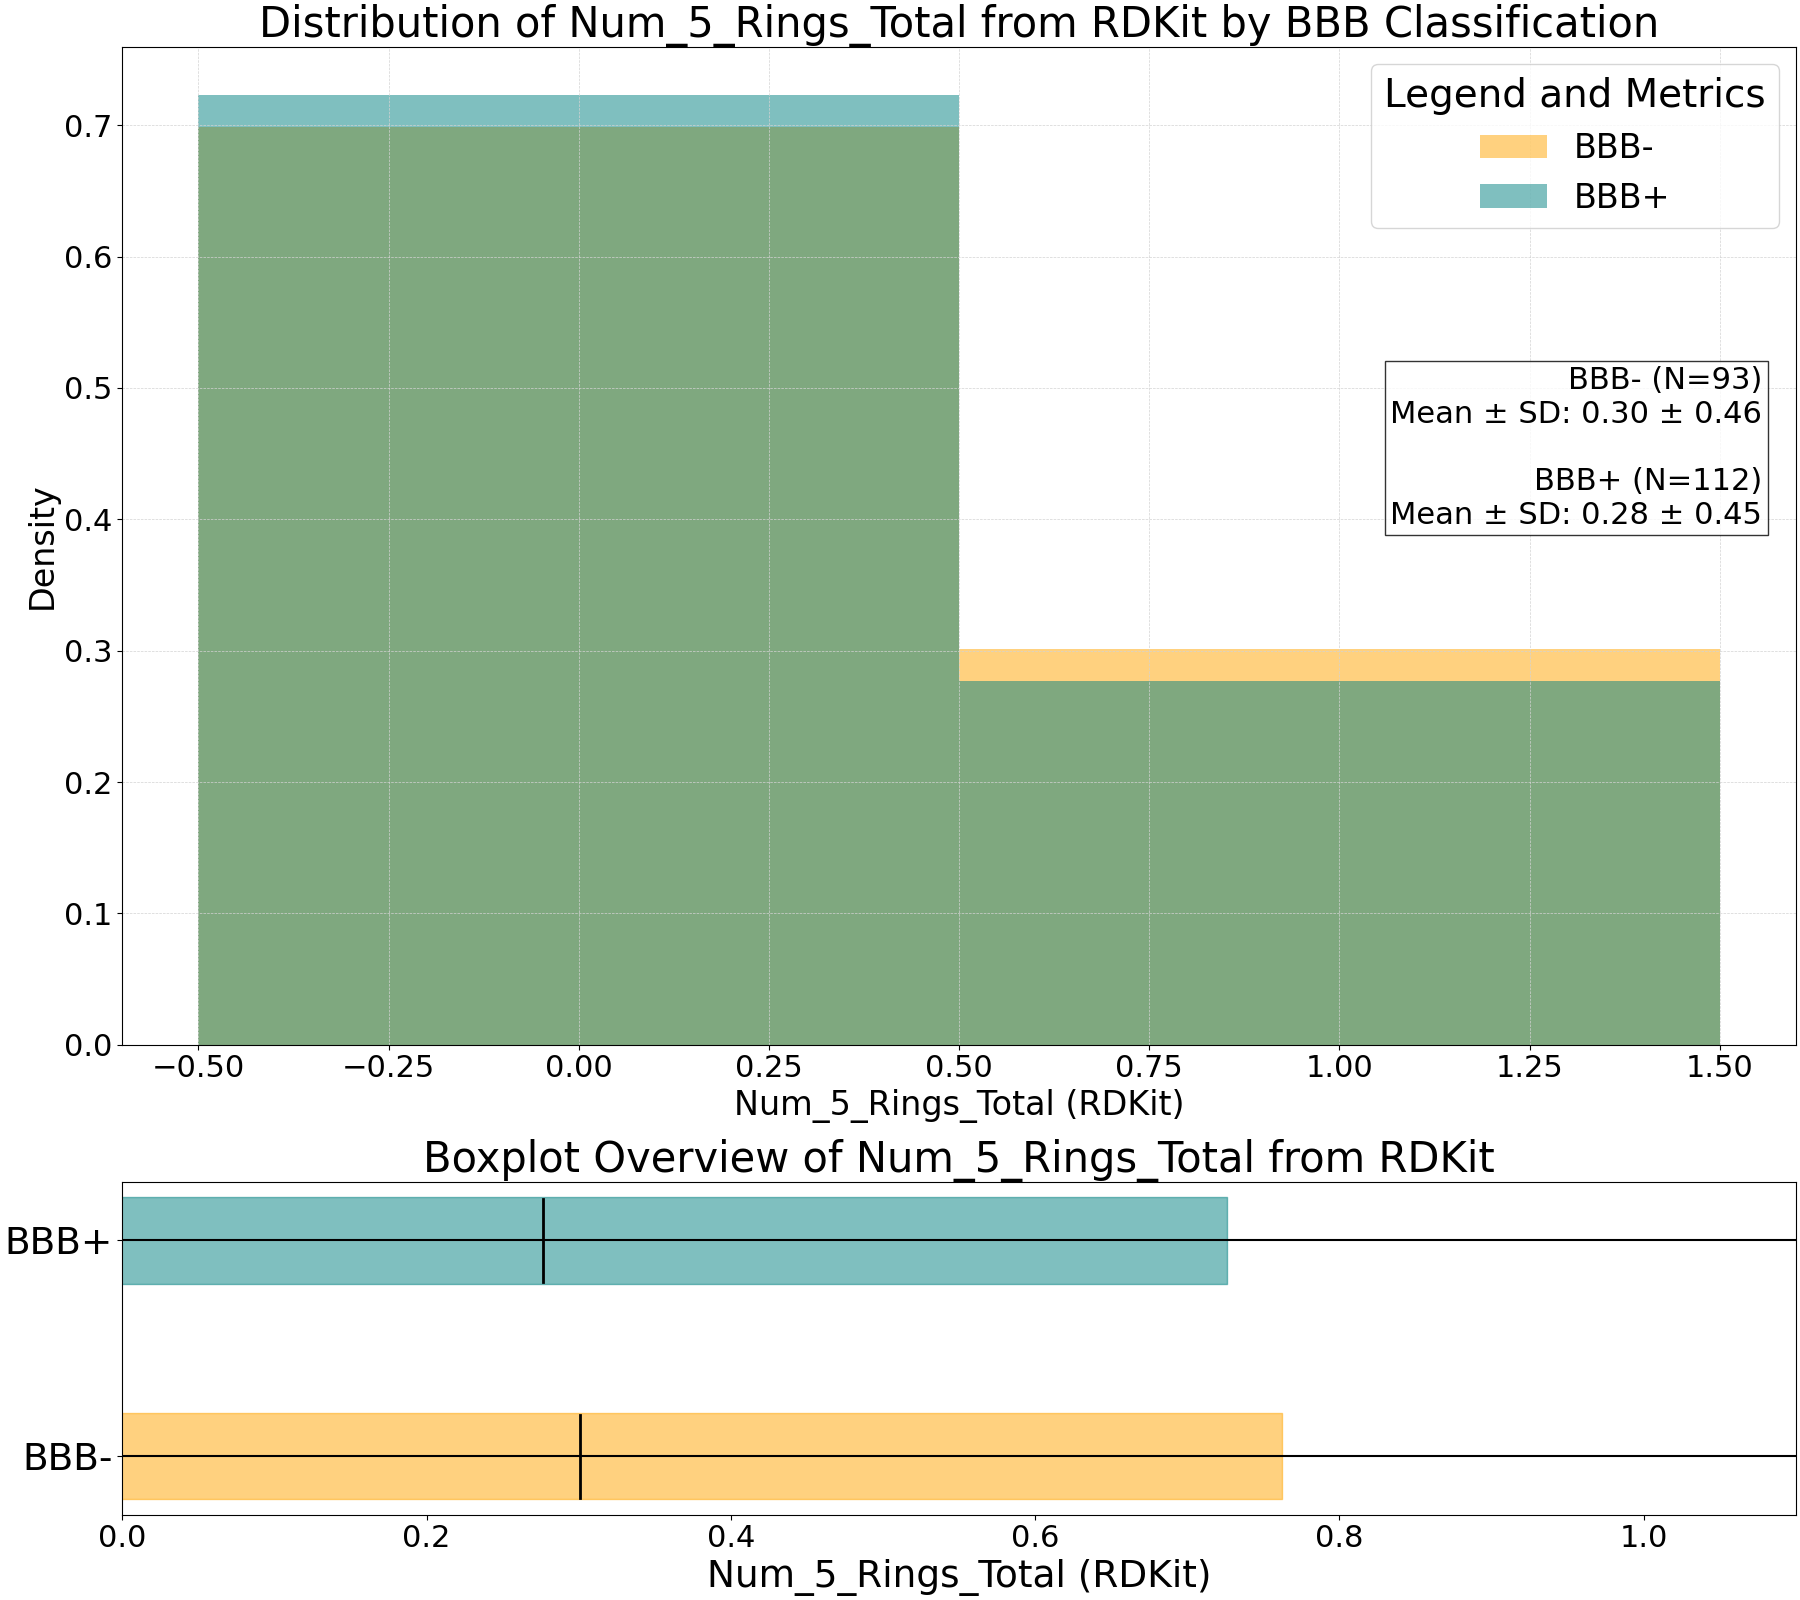 Distribution of Num_5_Rings_Total from RDKit by BBB Classification
Legend and Metrics
BBB-
BBB+
BBB- (N=93)
Mean ± SD: 0.30 ± 0.46
BBB+ (N=112)
Mean ± SD: 0.28 ± 0.45
Density
0.7
0.6
0.5
0.4
0.3
0.2
0.1
0.0
−0.50 −0.25 0.00 0.25 0.50 0.75 1.00 1.25 1.50
Num_5_Rings_Total (RDKit)
Boxplot Overview of Num_5_Rings_Total from RDKit
BBB+
BBB-
0.0 0.2 0.4 0.6 0.8 1.0
Num_5_Rings_Total (RDKit)